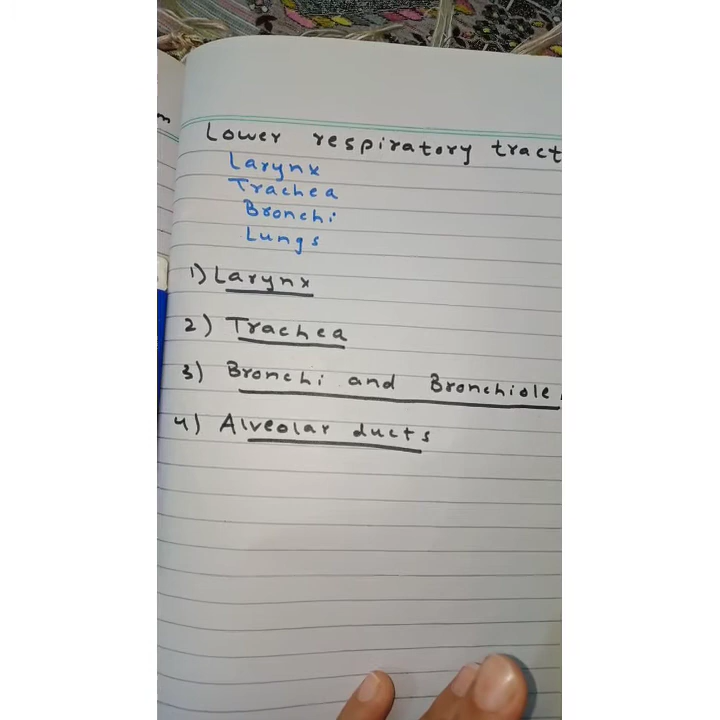 m
Lower respiratory tract
Larynx
Trachea
Bronchi
Lungs
1) Larynx
2) Trachea
3) Bronchi and Bronchiole
4) Alveolar ducts